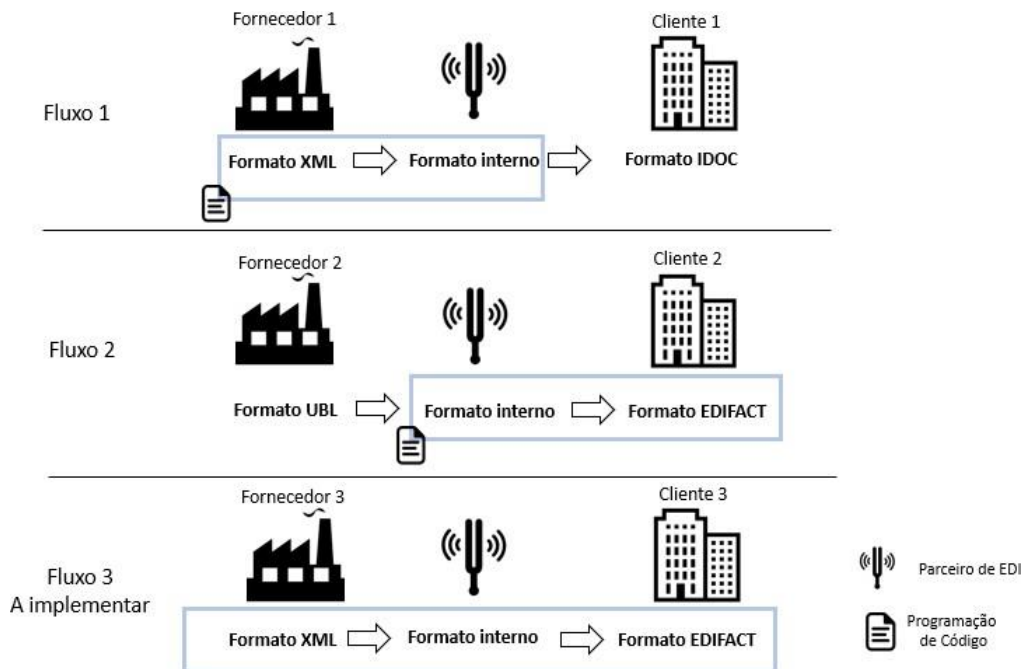 Fornecedor 1
Cliente 1
Fluxo 1
Formato XML
Formato interno
Formato IDOC
Fornecedor 2
Cliente 2
Fluxo 2
Formato UBL
Formato interno
Formato EDIFACT
Fornecedor 3
Cliente 3
Fluxo 3
A implementar
Formato XML
Formato interno
Formato EDIFACT
Parceiro de EDI
Programação
de Código